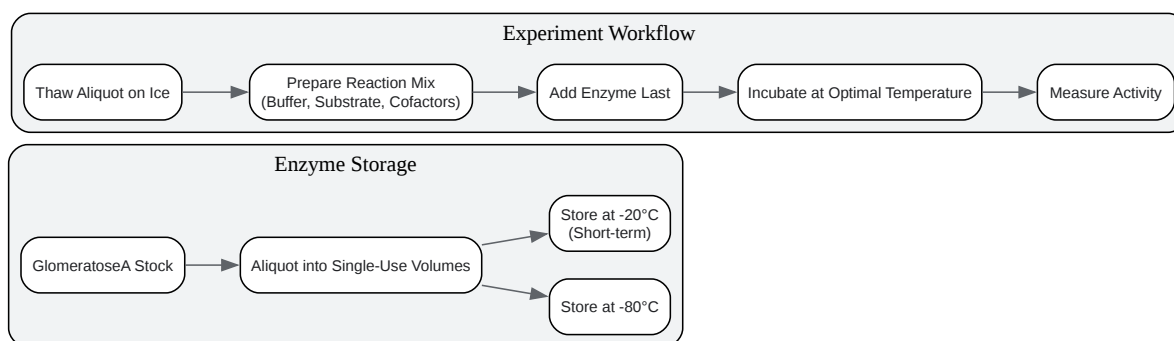 Experiment Workflow
Thaw Aliquot on Ice
Prepare Reaction Mix
(Buffer, Substrate, Cofactors)
Add Enzyme Last
Incubate at Optimal Temperature
Measure Activity
Enzyme Storage
GlomeratoseA Stock
Aliquot into Single-Use Volumes
Store at -20°C
(Short-term)
Store at -80°C